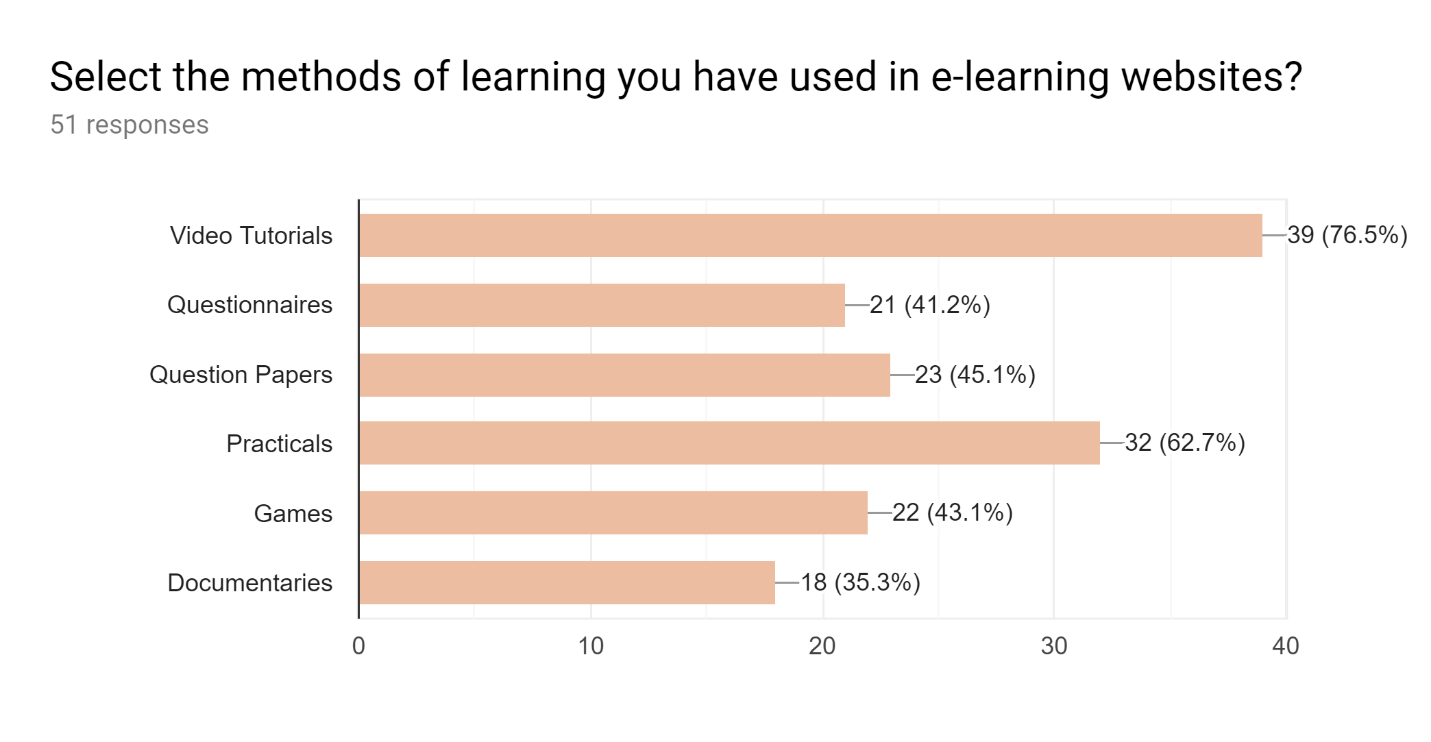 Select the methods of learning you have used in e-learning websites?
51 responses
Video Tutorials 39 (76.5%)
Questionnaires 21 (41.2%)
Question Papers 23 (45.1%)
Practicals 32 (62.7%)
Games 22 (43.1%)
Documentaries 18 (35.3%)
0 10 20 30 40